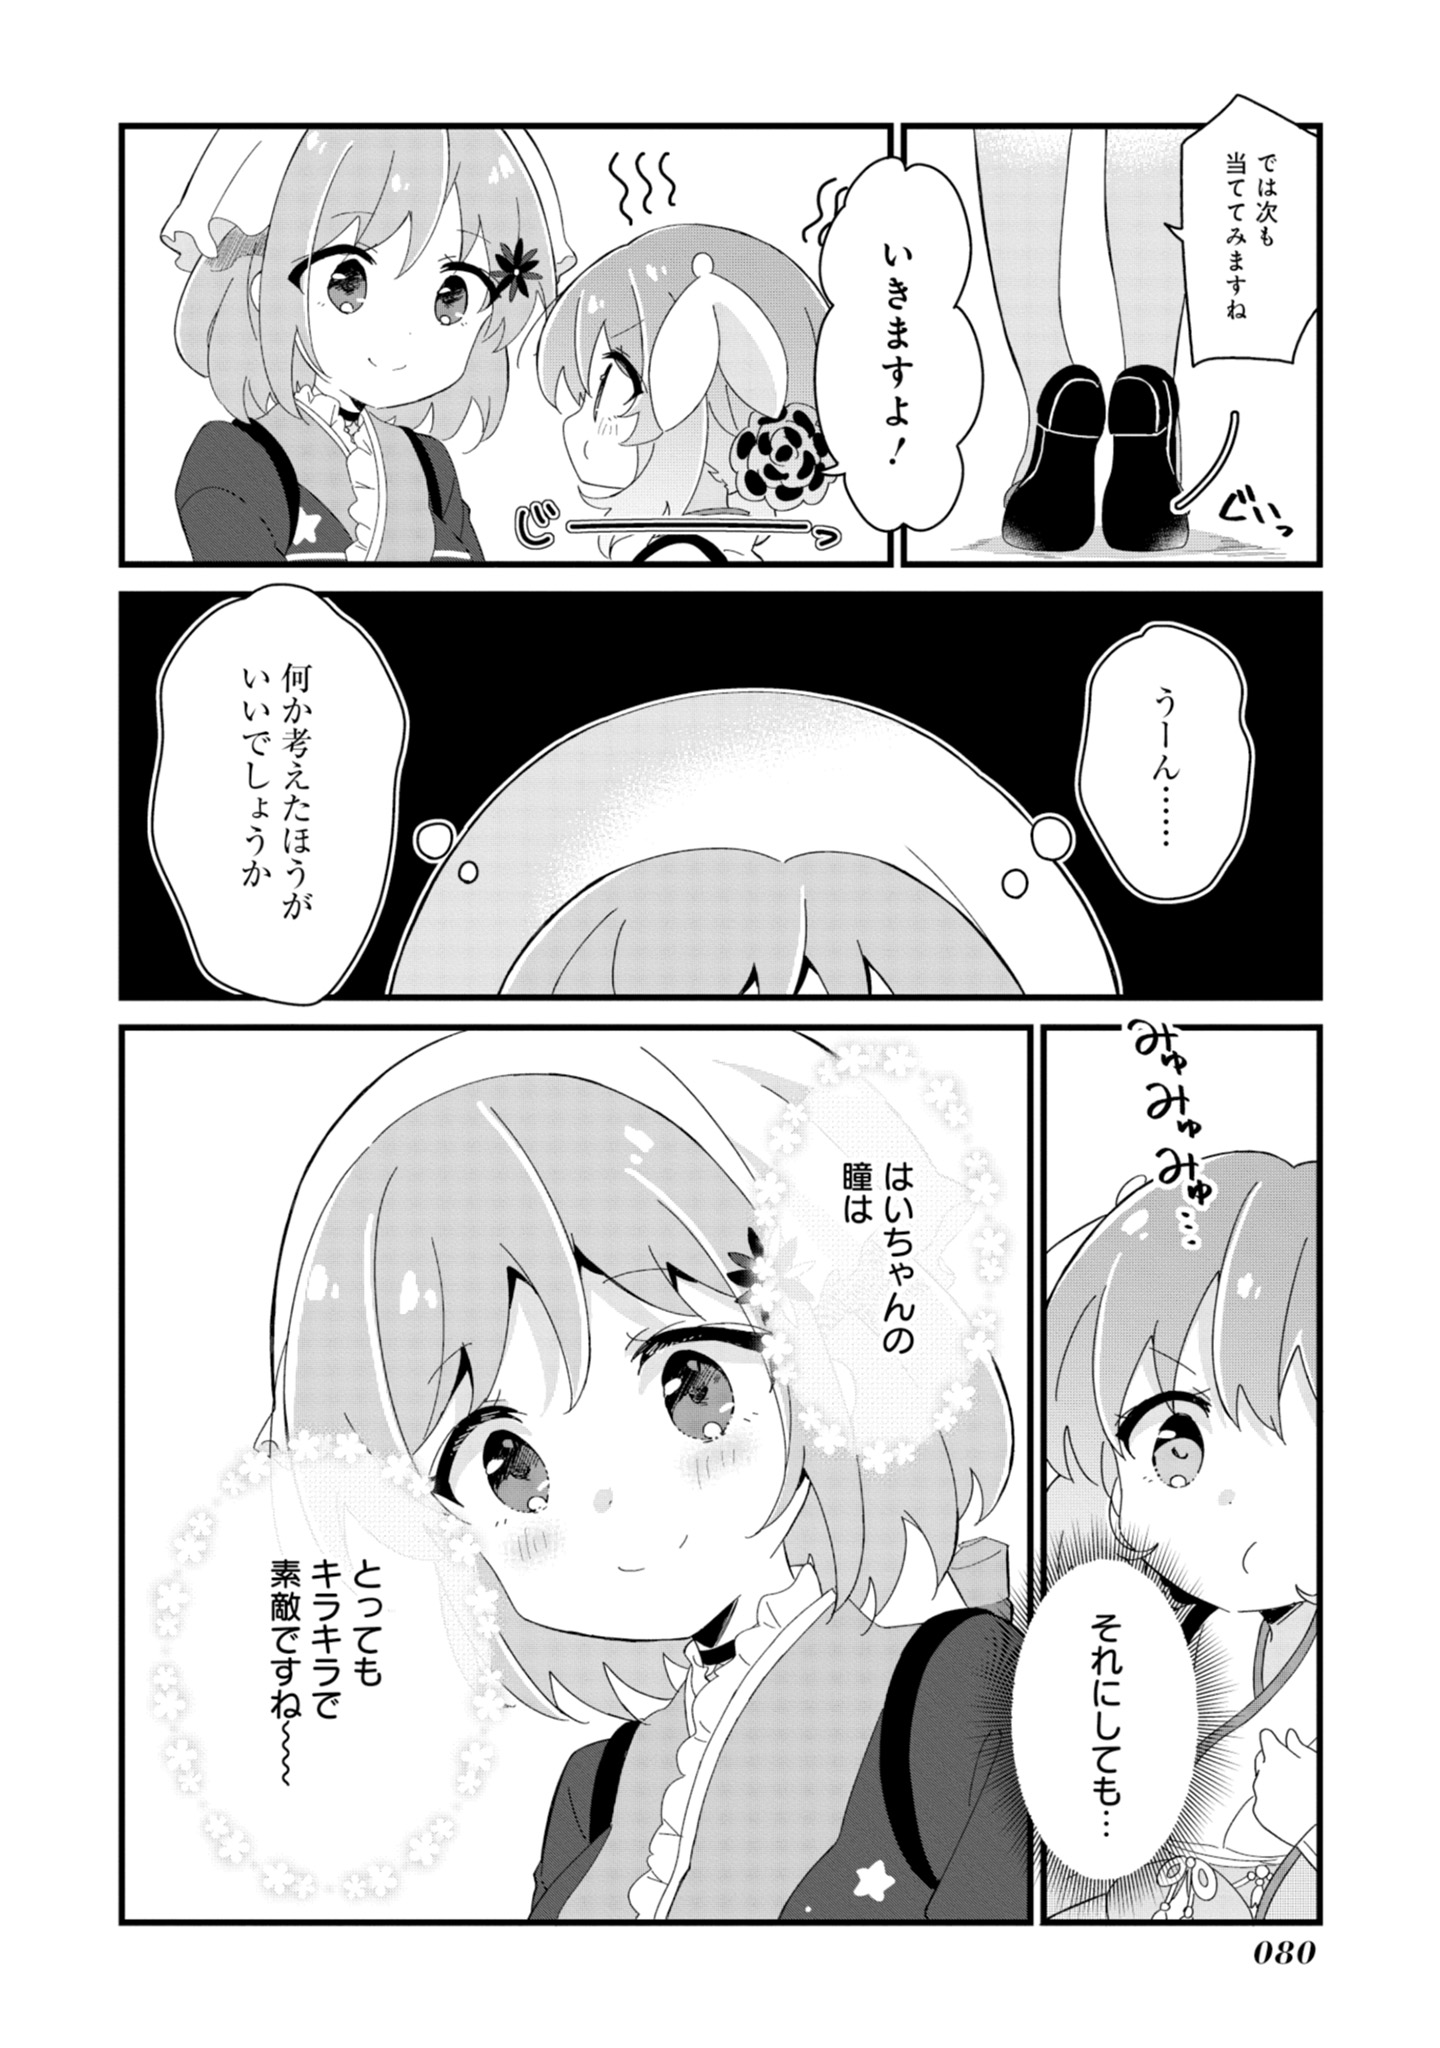 では次も
当ててみますね
ぐいっ
いきますよ！
じーっ
うーん……
何か考えたほうが
いいでしょうか
みゅみゅみゅ…
それにしても…
はいちゃんの
瞳は
とっても
キラキラで
素敵ですね〜〜
080